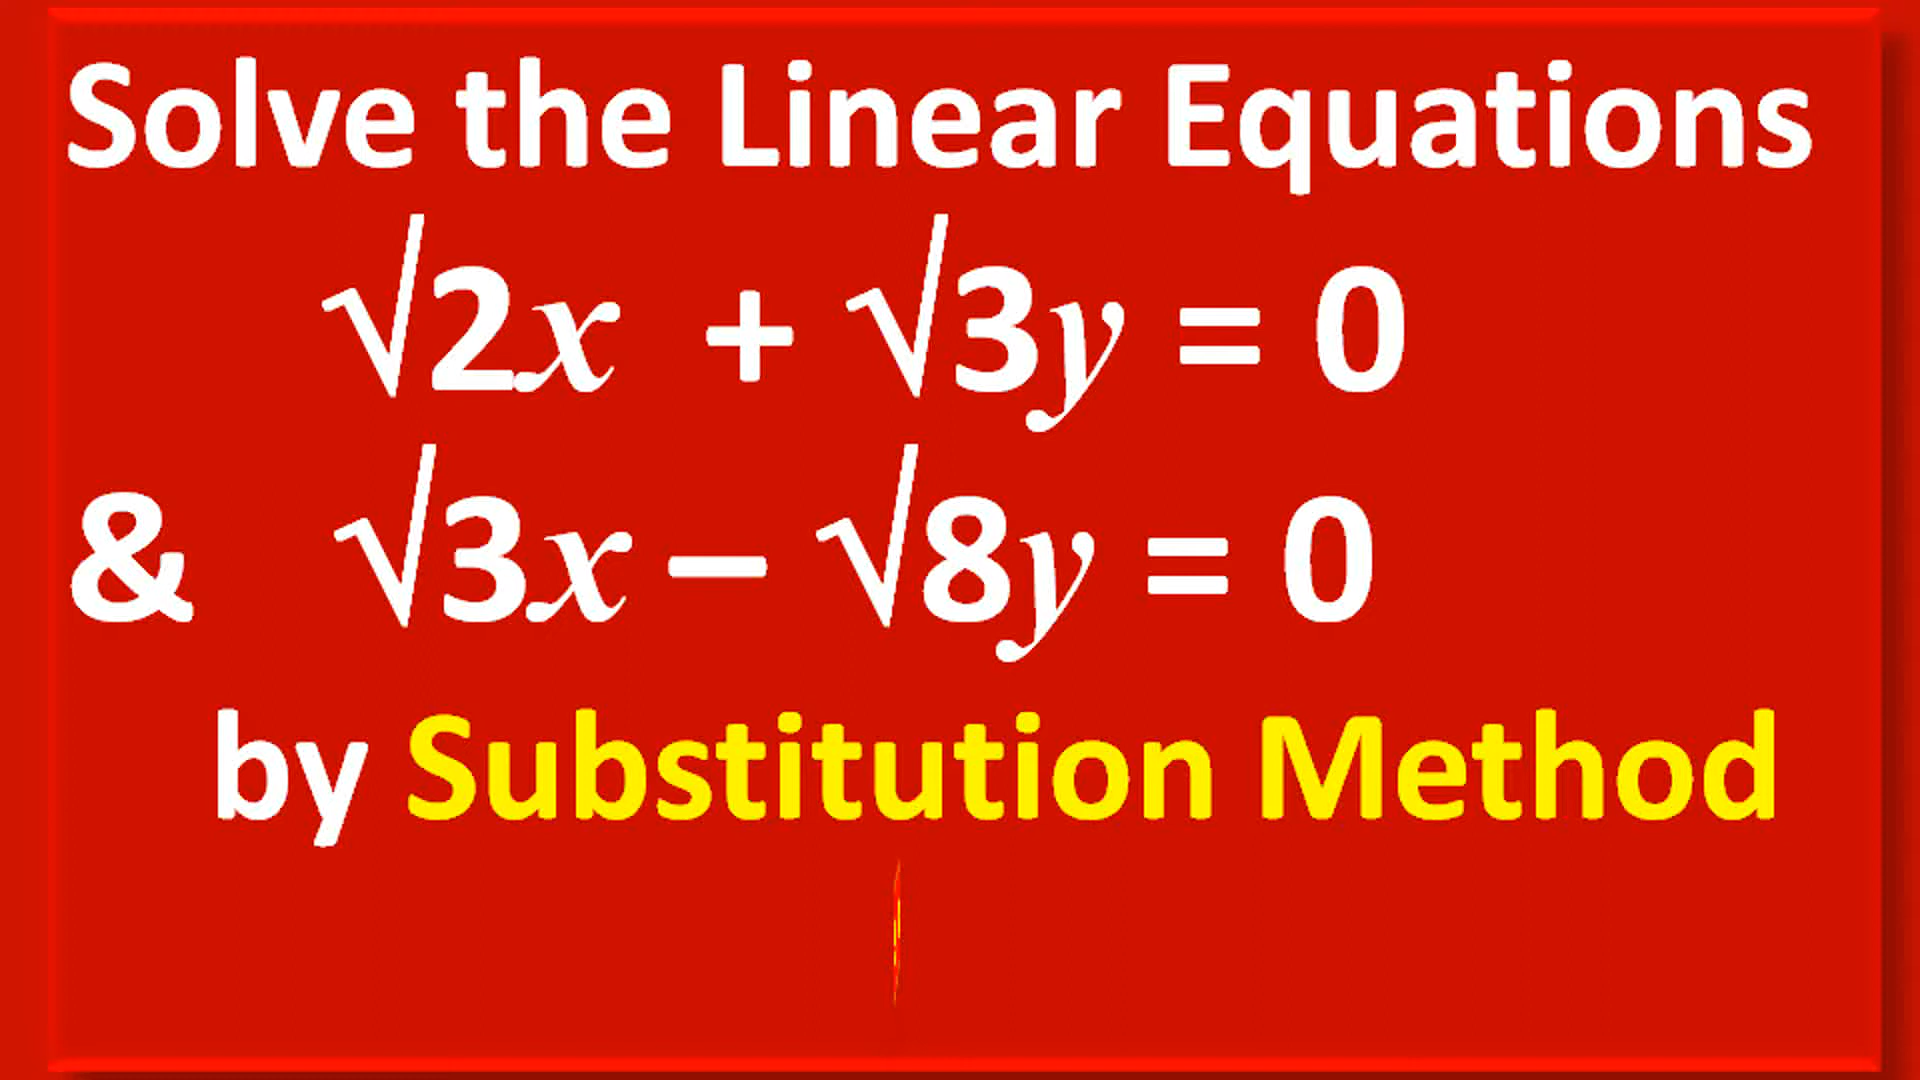 Solve the Linear Equations
√2x + √3y = 0
& √3x – √8y = 0
by Substitution Method